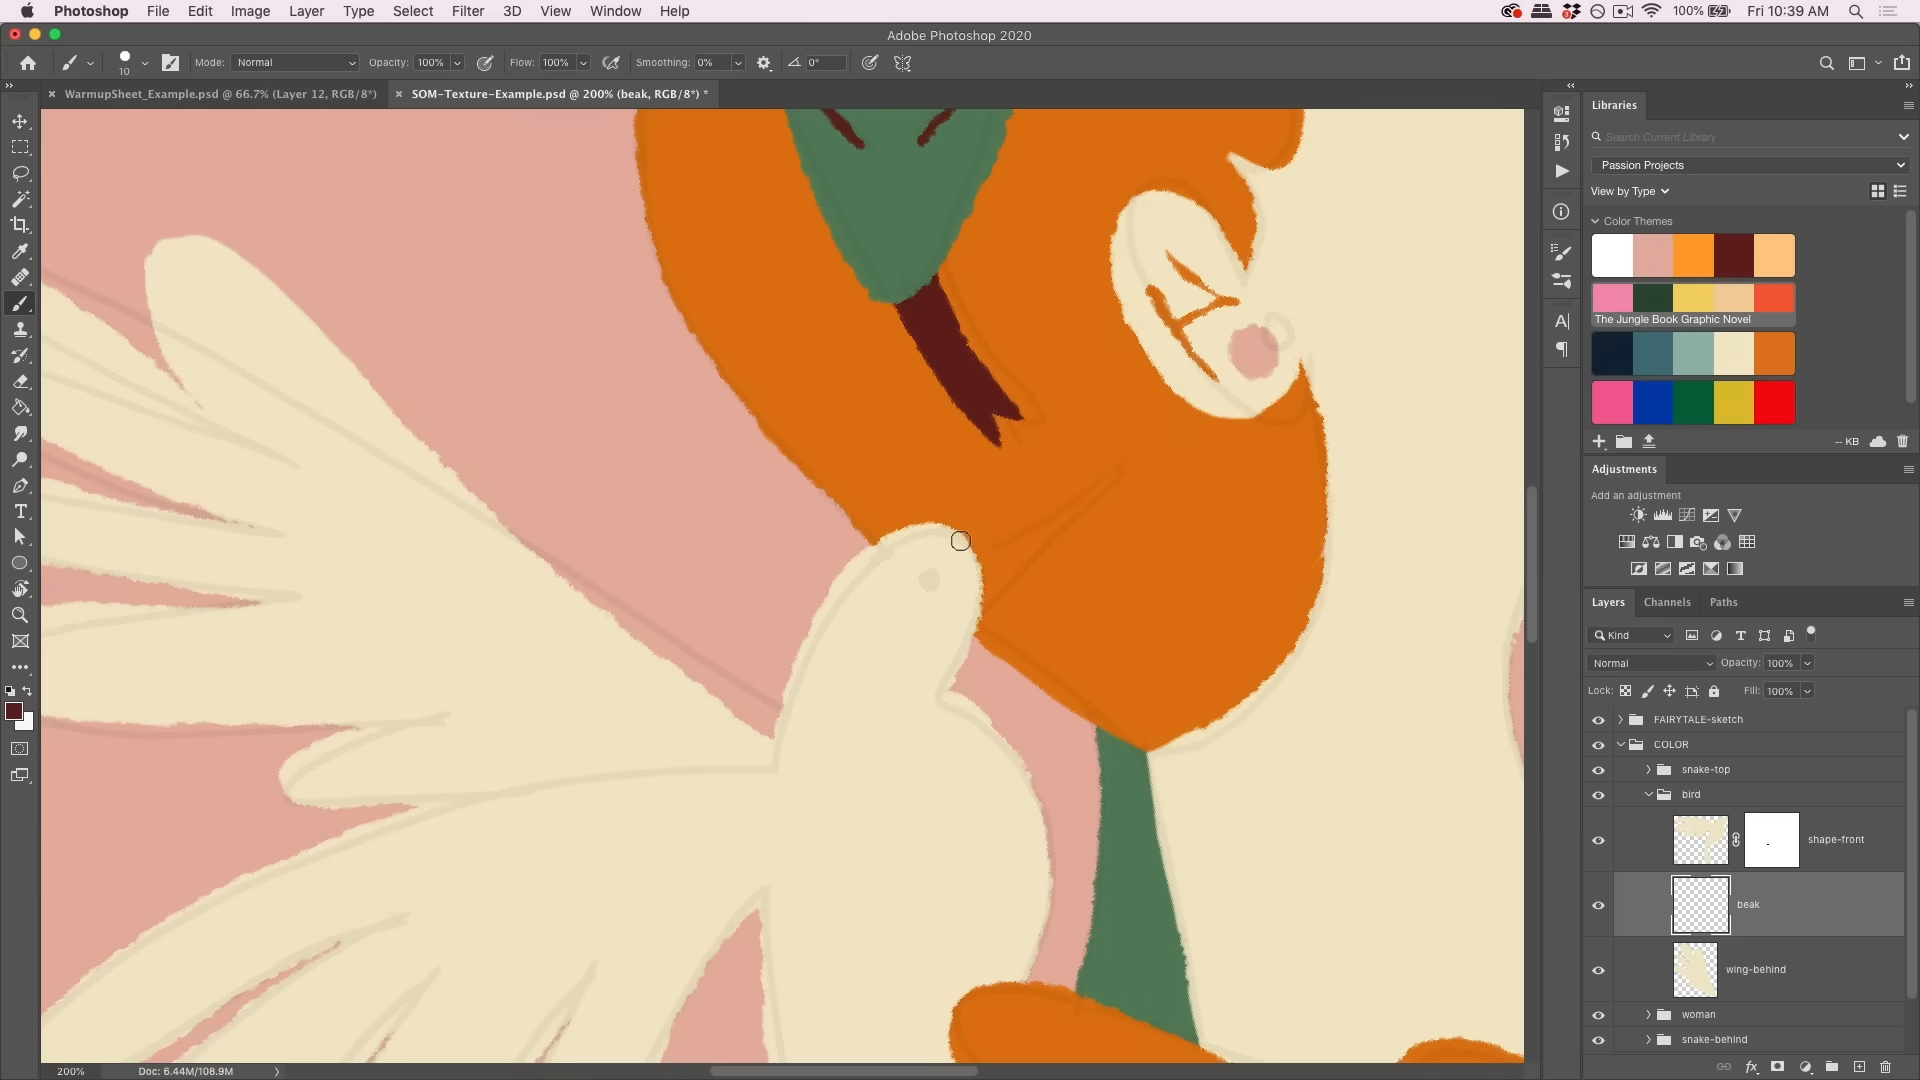 Photoshop File Edit Image Layer Type Select Filter 3D View Window Help 3 100% Fri 10:39 AM
Adobe Photoshop 2020
10 Mode: Normal Opacity: 100% Flow: 100% Smoothing: 0% 0°
WarmupSheet_Example.psd @ 66.7% (Layer 12, RGB/8*) SOM-Texture-Example.psd @ 200% (beak, RGB/8*) *
Libraries
Search Current Library
Passion Projects
View by Type
Color Themes
The Jungle Book Graphic Novel
-- KB
Adjustments
Add an adjustment
Layers Channels Paths
Kind
Normal Opacity: 100%
Lock: Fill: 100%
FAIRYTALE-sketch
COLOR
snake-top
bird
shape-front
beak
wing-behind
woman
snake-behind
200% Doc: 6.44M/108.9M